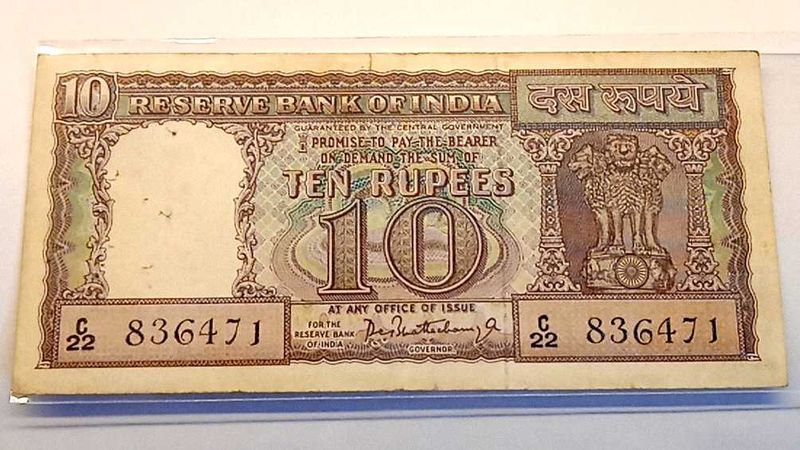 10
RESERVE BANK OF INDIA
दस रूपये
GUARANTEED BY THE CENTRAL GOVERNMENT
I PROMISE TO PAY THE BEARER
ON DEMAND THE SUM OF
TEN RUPEES
10
AT ANY OFFICE OF ISSUE
C/22 836471
FOR THE
RESERVE BANK
OF INDIA
GOVERNOR
C/22 836471